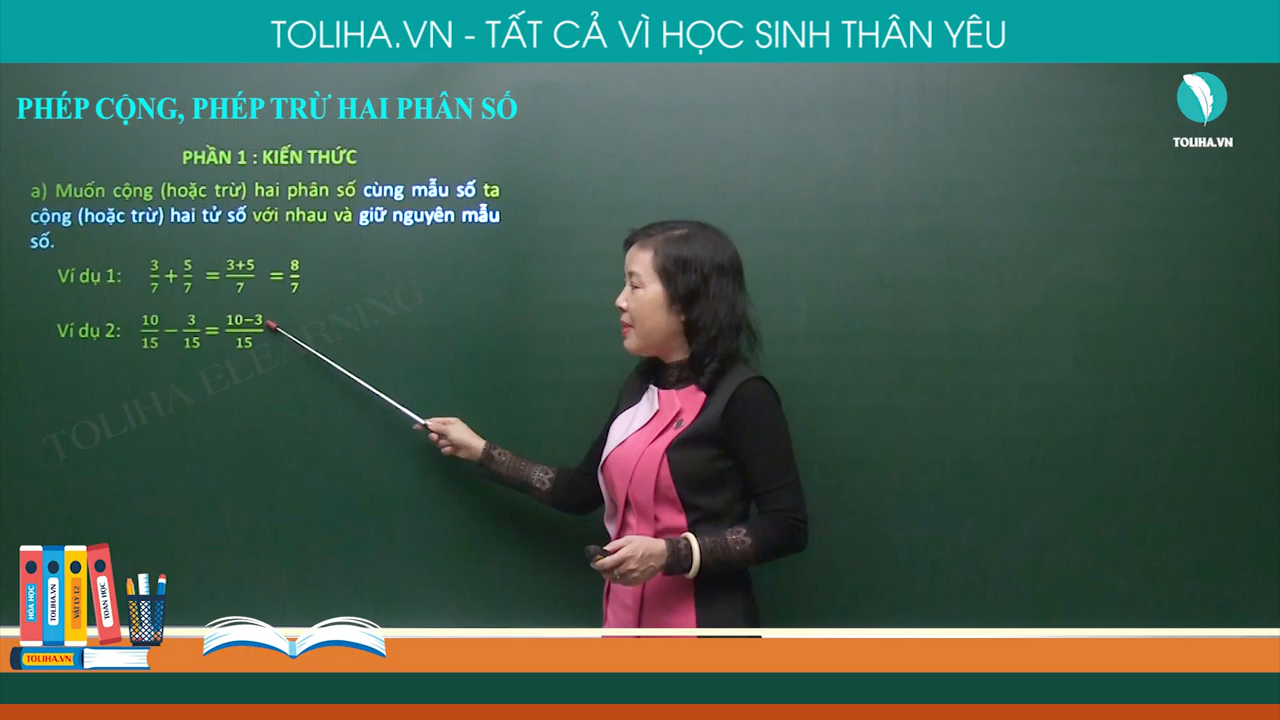 TOLIHA.VN - TẤT CẢ VÌ HỌC SINH THÂN YÊU
TOLIHA.VN
PHÉP CỘNG, PHÉP TRỪ HAI PHÂN SỐ
PHẦN 1 : KIẾN THỨC
a) Muốn cộng (hoặc trừ) hai phân số cùng mẫu số ta
cộng (hoặc trừ) hai tử số với nhau và giữ nguyên mẫu
số.
Ví dụ 1: 3/7 + 5/7 = 3+5/7 = 8/7
Ví dụ 2: 10/15 − 3/15 = 10−3/15
TOLIHA ELEARNING
HÓA HỌC
TOLIHA.VN
VẬT LÝ 12
TOÁN HỌC
TOLIHA.VN